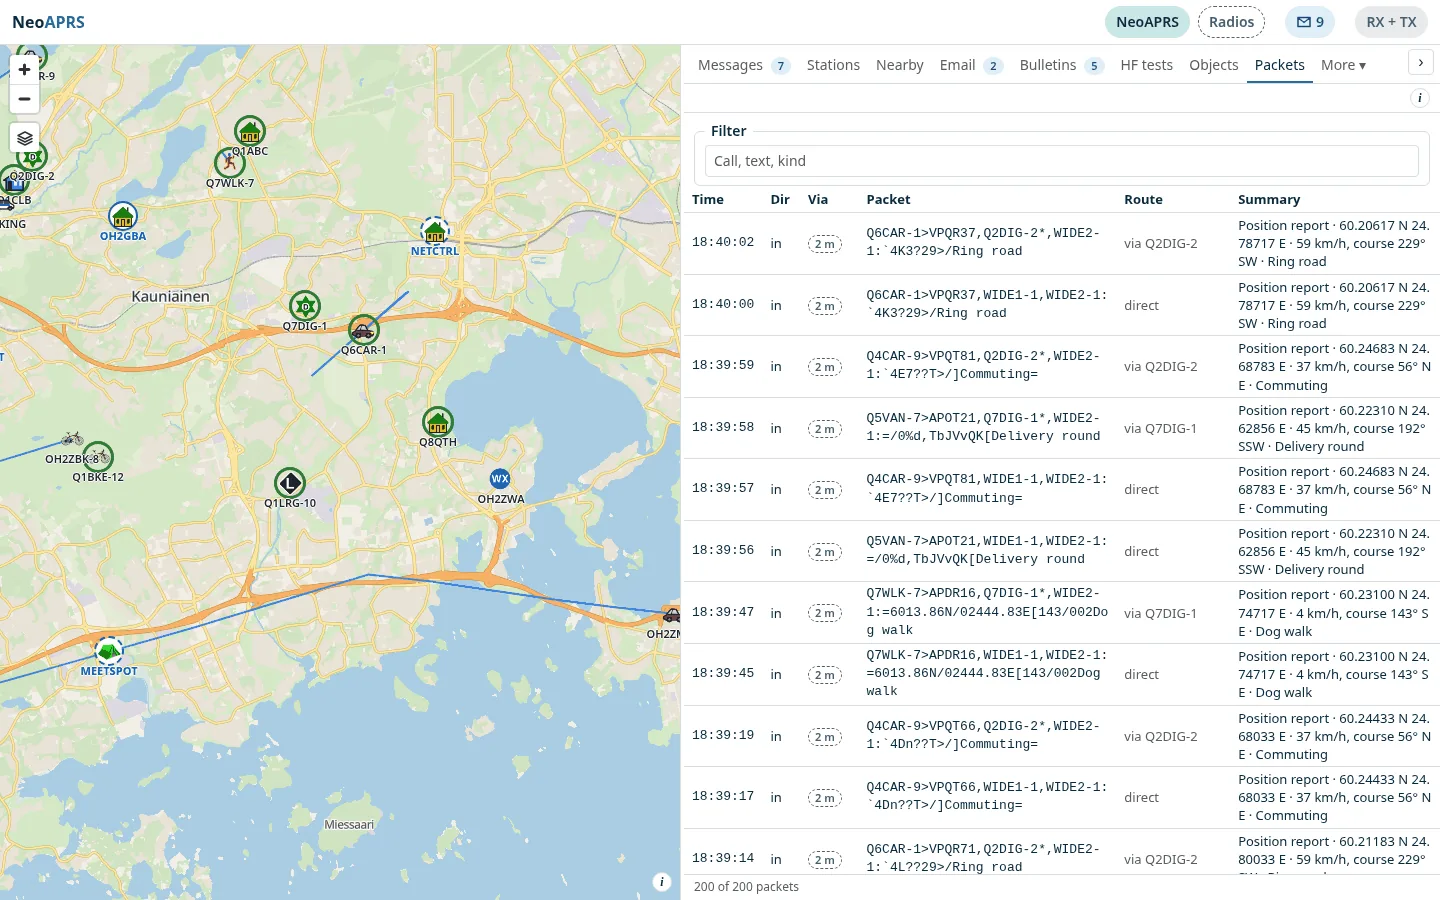 NeoAPRS
NeoAPRS
Radios
9
RX + TX
Messages 7
Stations
Nearby
Email 2
Bulletins 5
HF tests
Objects
Packets
More ▾
›
i
+
−
R-9
Q1ABC
Q7WLK-7
D
Q2DIG-2
KING
OH2GBA
NETCTRL
Kauniainen
D
Q7DIG-1
Q6CAR-1
Q8QTH
OH2ZBK-8
Q1BKE-12
L
Q1LRG-10
WX
OH2ZWA
MEETSPOT
Miessaari
i
Filter
Call, text, kind
Time Dir Via Packet Route Summary
18:40:02 in 2 m Q6CAR-1>VPQR37,Q2DIG-2*,WIDE2-
1:`4K3?29>/Ring road
via Q2DIG-2
Position report · 60.20617 N 24.
78717 E · 59 km/h, course 229°
SW · Ring road
18:40:00 in 2 m Q6CAR-1>VPQR37,WIDE1-1,WIDE2-1:
`4K3?29>/Ring road
direct
Position report · 60.20617 N 24.
78717 E · 59 km/h, course 229°
SW · Ring road
18:39:59 in 2 m Q4CAR-9>VPQT81,Q2DIG-2*,WIDE2-
1:`4E7??T>/]Commuting=
via Q2DIG-2
Position report · 60.24683 N 24.
68783 E · 37 km/h, course 56° N
E · Commuting
18:39:58 in 2 m Q5VAN-7>APOT21,Q7DIG-1*,WIDE2-
1:=/0%d,TbJVvQK[Delivery round
via Q7DIG-1
Position report · 60.22310 N 24.
62856 E · 45 km/h, course 192°
SSW · Delivery round
18:39:57 in 2 m Q4CAR-9>VPQT81,WIDE1-1,WIDE2-1:
`4E7??T>/]Commuting=
direct
Position report · 60.24683 N 24.
68783 E · 37 km/h, course 56° N
E · Commuting
18:39:56 in 2 m Q5VAN-7>APOT21,WIDE1-1,WIDE2-1:
=/0%d,TbJVvQK[Delivery round
direct
Position report · 60.22310 N 24.
62856 E · 45 km/h, course 192°
SSW · Delivery round
18:39:47 in 2 m Q7WLK-7>APDR16,Q7DIG-1*,WIDE2-
1:=6013.86N/02444.83E[143/002Do
g walk
via Q7DIG-1
Position report · 60.23100 N 24.
74717 E · 4 km/h, course 143° S
E · Dog walk
18:39:45 in 2 m Q7WLK-7>APDR16,WIDE1-1,WIDE2-1:
=6013.86N/02444.83E[143/002Dog
walk
direct
Position report · 60.23100 N 24.
74717 E · 4 km/h, course 143° S
E · Dog walk
18:39:19 in 2 m Q4CAR-9>VPQT66,Q2DIG-2*,WIDE2-
1:`4Dn??T>/]Commuting=
via Q2DIG-2
Position report · 60.24433 N 24.
68033 E · 37 km/h, course 56° N
E · Commuting
18:39:17 in 2 m Q4CAR-9>VPQT66,WIDE1-1,WIDE2-1:
`4Dn??T>/]Commuting=
direct
Position report · 60.24433 N 24.
68033 E · 37 km/h, course 56° N
E · Commuting
18:39:14 in 2 m Q6CAR-1>VPQR71,Q2DIG-2*,WIDE2-
1:`4L??29>/Ring road
via Q2DIG-2
Position report · 60.21183 N 24.
80033 E · 59 km/h, course 229°
200 of 200 packets